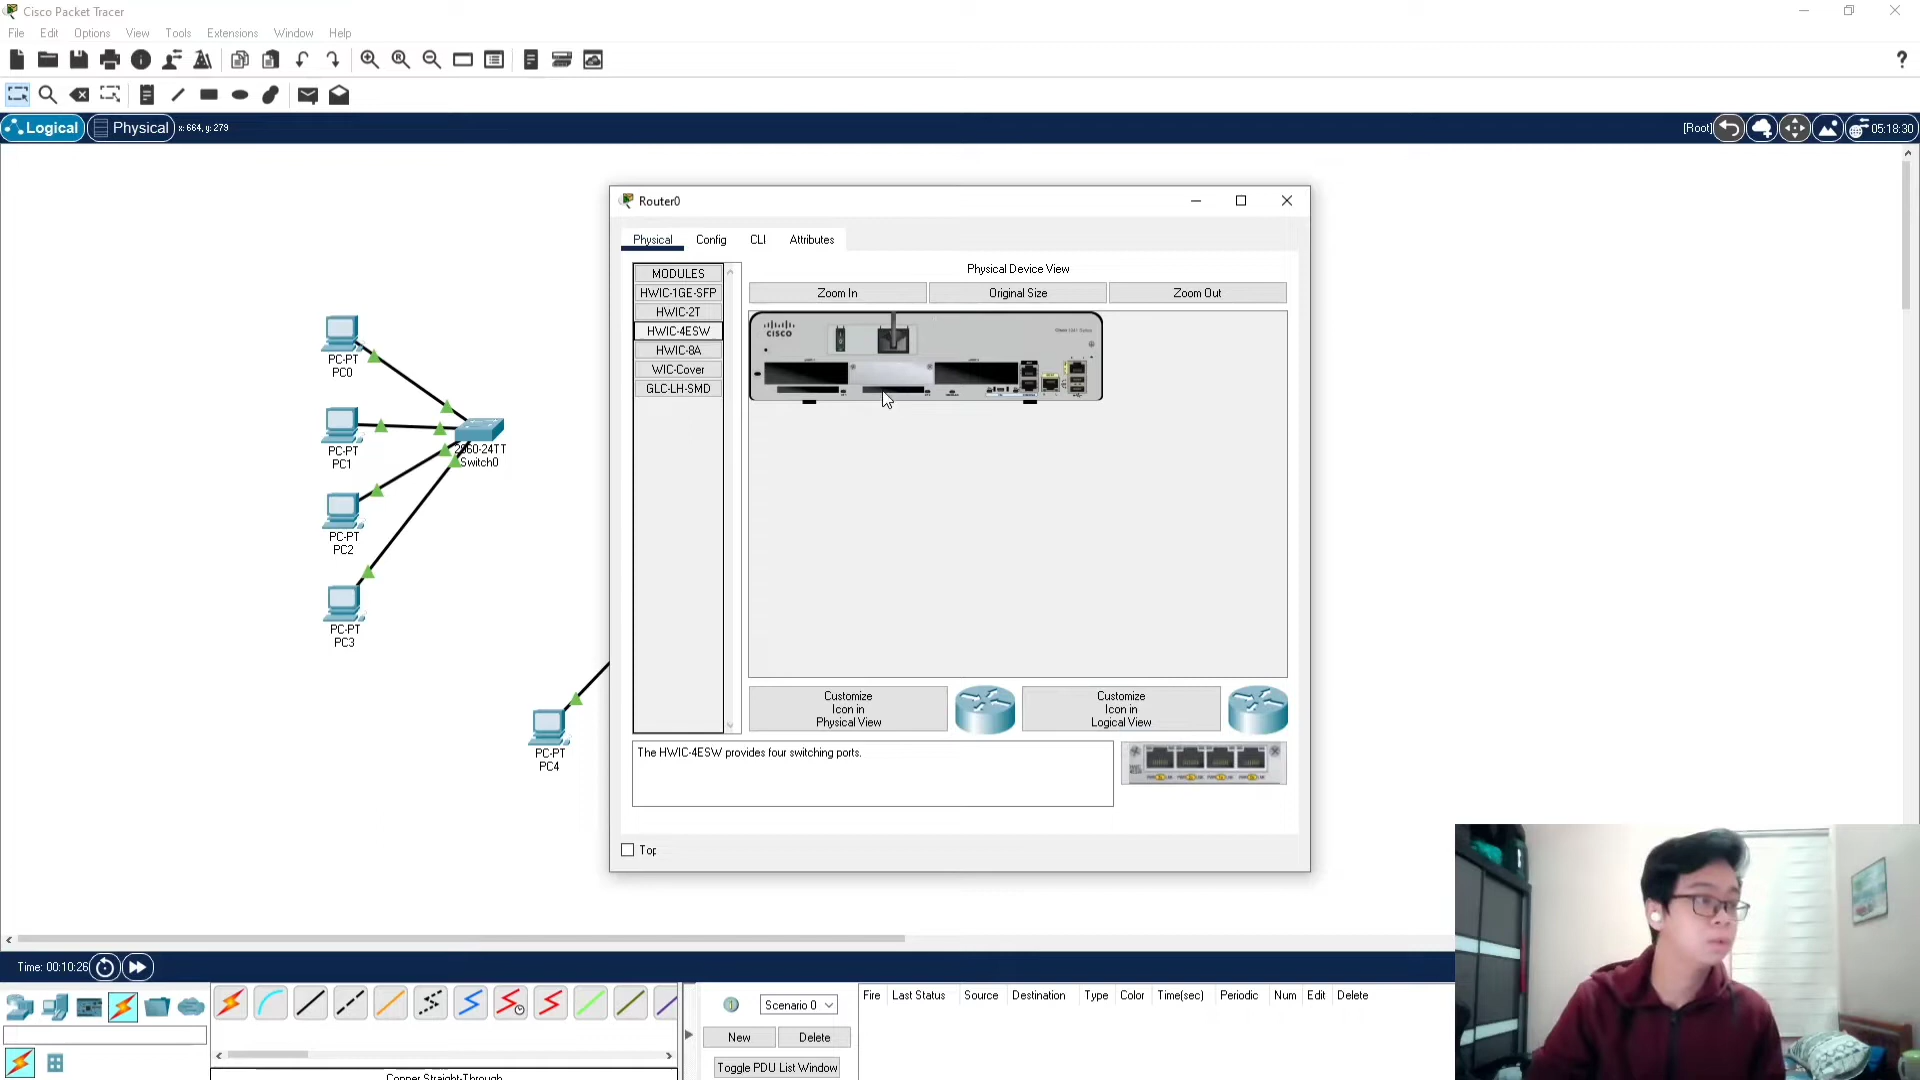 Cisco Packet Tracer
File Edit Options View Tools Extensions Window Help
?
Logical Physical x: 664, y: 279 [Root] 05:18:30
Router0
Physical Config CLI Attributes
MODULES
HWIC-1GE-SFP
HWIC-2T
HWIC-4ESW
HWIC-8A
WIC-Cover
GLC-LH-SMD
Physical Device View
Zoom In Original Size Zoom Out
CISCO
Customize
Icon in
Physical View
Customize
Icon in
Logical View
The HWIC-4ESW provides four switching ports.
Top
PC-PT
PC0
PC-PT
PC1
PC-PT
PC2
PC-PT
PC3
2960-24TT
Switch0
PC-PT
PC4
Time: 00:10:26
Scenario 0
New Delete
Toggle PDU List Window
Fire Last Status Source Destination Type Color Time(sec) Periodic Num Edit Delete
Copper Straight-Through